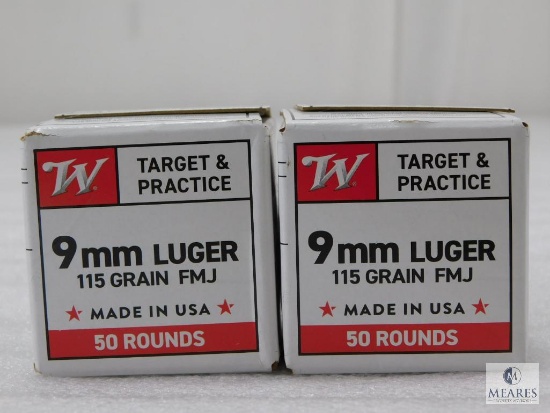 W
TARGET &
PRACTICE
9mm LUGER
115 GRAIN FMJ
★ MADE IN USA ★
50 ROUNDS
W
TARGET &
PRACTICE
9mm LUGER
115 GRAIN FMJ
★ MADE IN USA ★
50 ROUNDS
M
MEARES